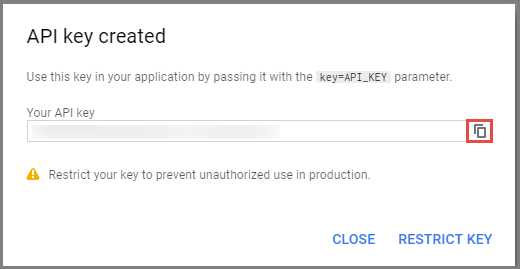 API key created
Use this key in your application by passing it with the key=API_KEY parameter.
Your API key
Restrict your key to prevent unauthorized use in production.
CLOSE RESTRICT KEY